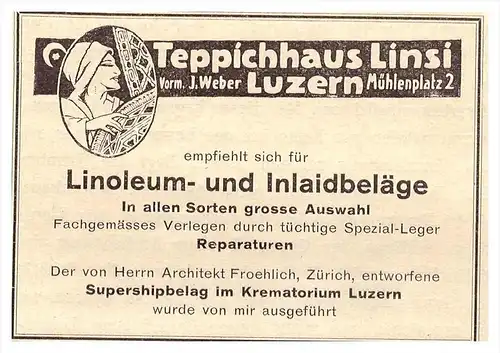 Teppichhaus Linsi
Vorm. J. Weber Luzern Mühlenplatz 2
empfiehlt sich für
Linoleum- und Inlaidbeläge
In allen Sorten grosse Auswahl
Fachgemässes Verlegen durch tüchtige Spezial-Leger
Reparaturen
Der von Herrn Architekt Froehlich, Zürich, entworfene
Supershipbelag im Krematorium Luzern
wurde von mir ausgeführt